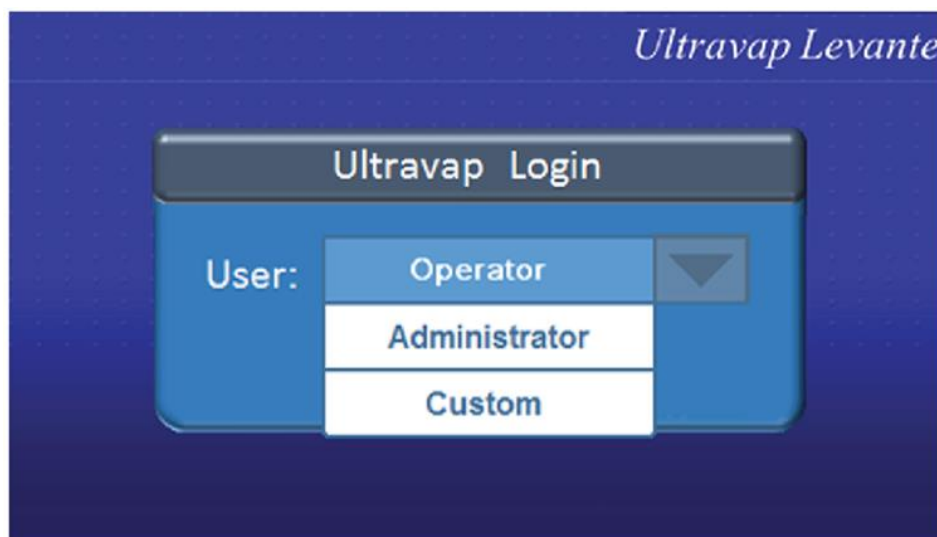 Ultravap Levante
Ultravap Login
User: Operator
Administrator
Custom